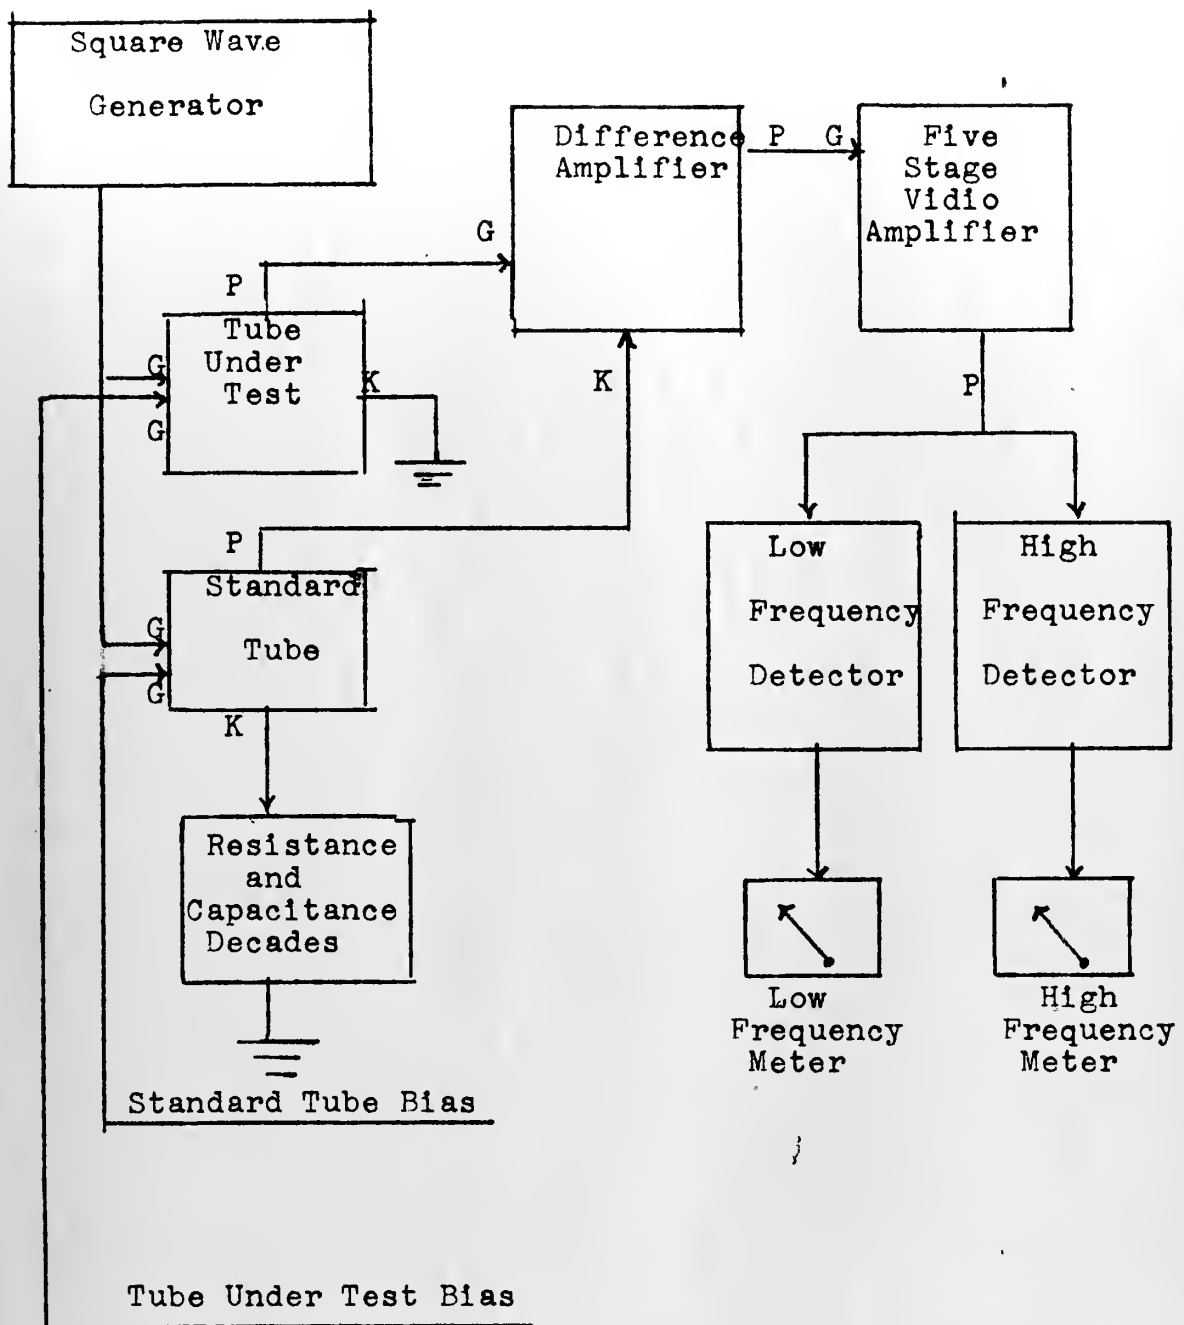 Square Wave
Generator
Difference
Amplifier
P G
Five
Stage
Vidio
Amplifier
G
P
Tube
Under
Test
G
K
G
K
P
P
Standard
Tube
G
G
K
Low
Frequency
Detector
High
Frequency
Detector
Resistance
and
Capacitance
Decades
Low
Frequency
Meter
High
Frequency
Meter
Standard Tube Bias
Tube Under Test Bias